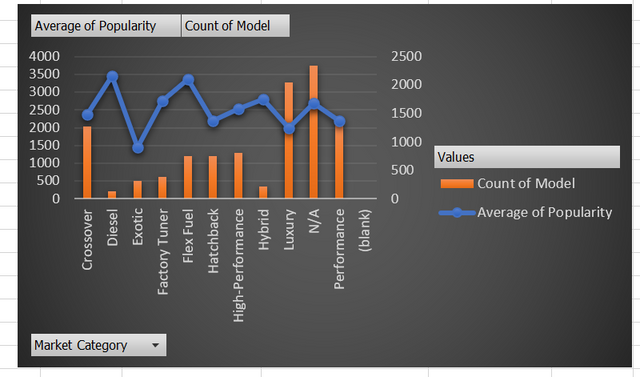 Average of Popularity Count of Model
4000 2500
3500
3000 2000
2500
2000 1500
1500 1000
1000 500
500
0 0
Crossover
Diesel
Exotic
Factory Tuner
Flex Fuel
Hatchback
High-Performance
Hybrid
Luxury
N/A
Performance
(blank)
Values
Count of Model
Average of Popularity
Market Category